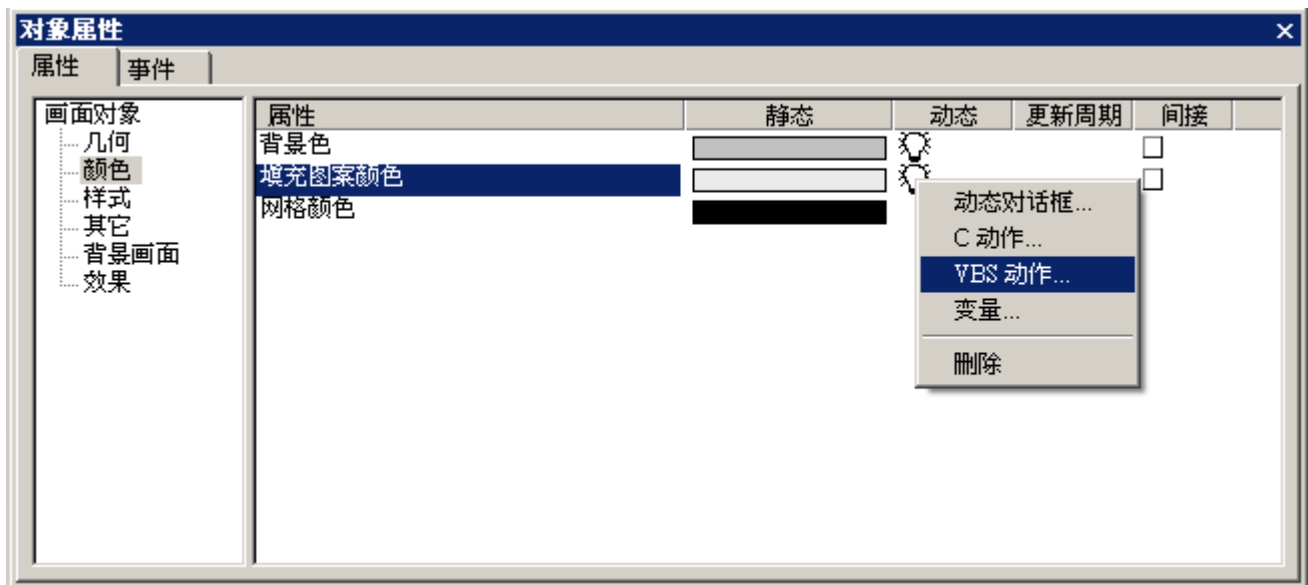 对象属性
属性 事件
画面对象
几何
颜色
样式
其它
背景画面
效果
属性 静态 动态 更新周期 间接
背景色
填充图案颜色
网格颜色
动态对话框...
C 动作...
VBS 动作...
变量...
删除